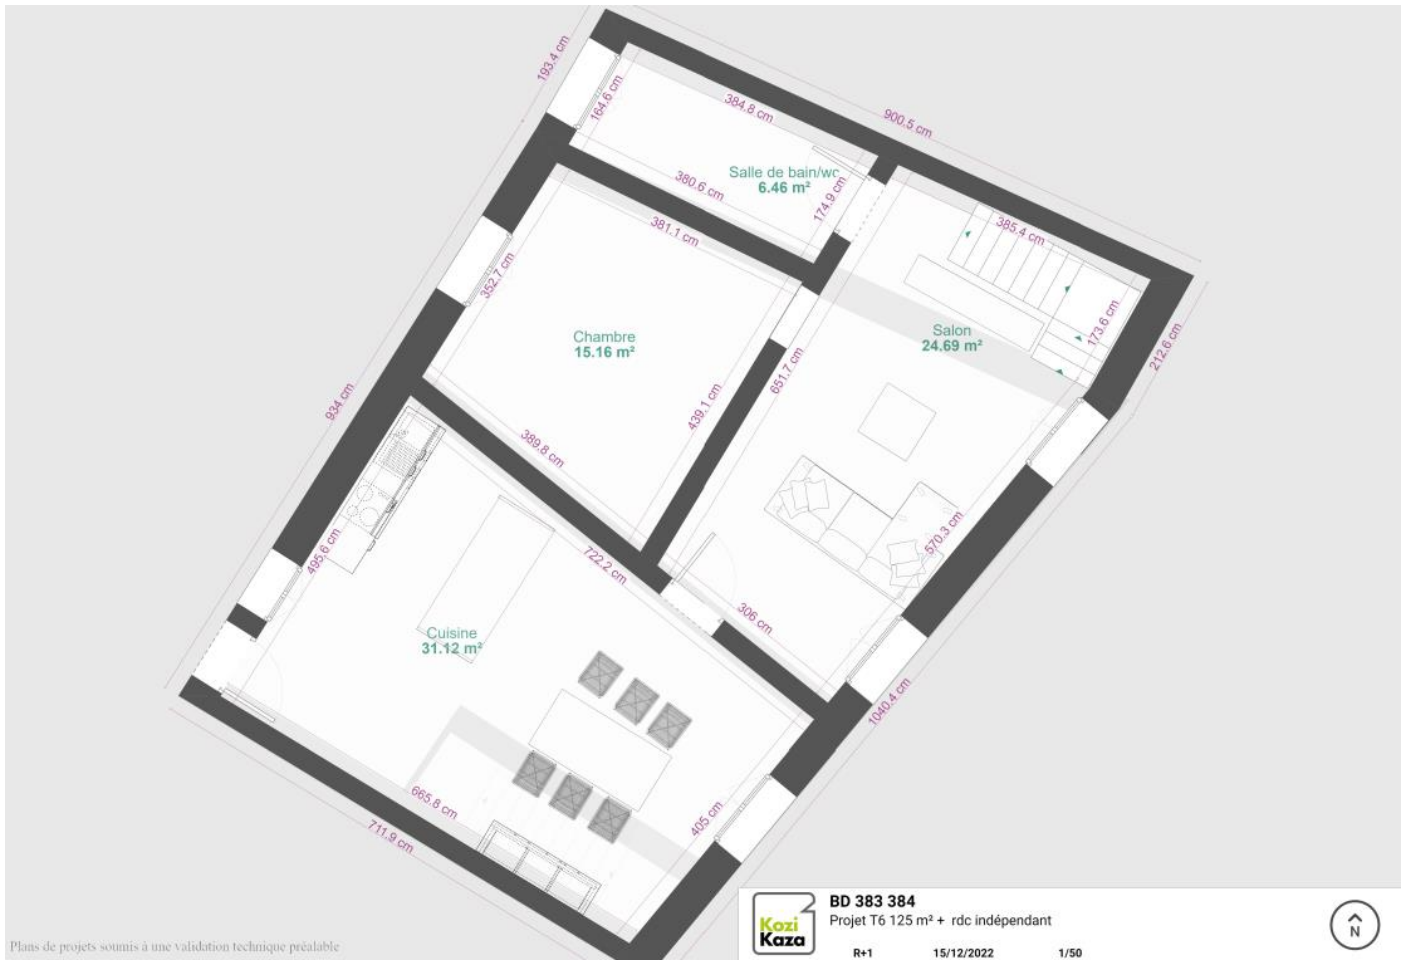 193.4 cm
164.6 cm
384.8 cm
900.5 cm
Salle de bain/wc
6.46 m²
380.6 cm
174.9 cm
381.1 cm
385.4 cm
352.7 cm
Chambre
15.16 m²
Salon
24.69 m²
173.6 cm
212.6 cm
651.7 cm
934 cm
439.1 cm
389.8 cm
570.3 cm
495.6 cm
722.2 cm
306 cm
Cuisine
31.12 m²
1040.4 cm
665.8 cm
405 cm
711.9 cm
Kozi
Kaza
BD 383 384
Projet T6 125 m² + rdc indépendant
R+1 15/12/2022 1/50
N
Plans de projets soumis à une validation technique préalable